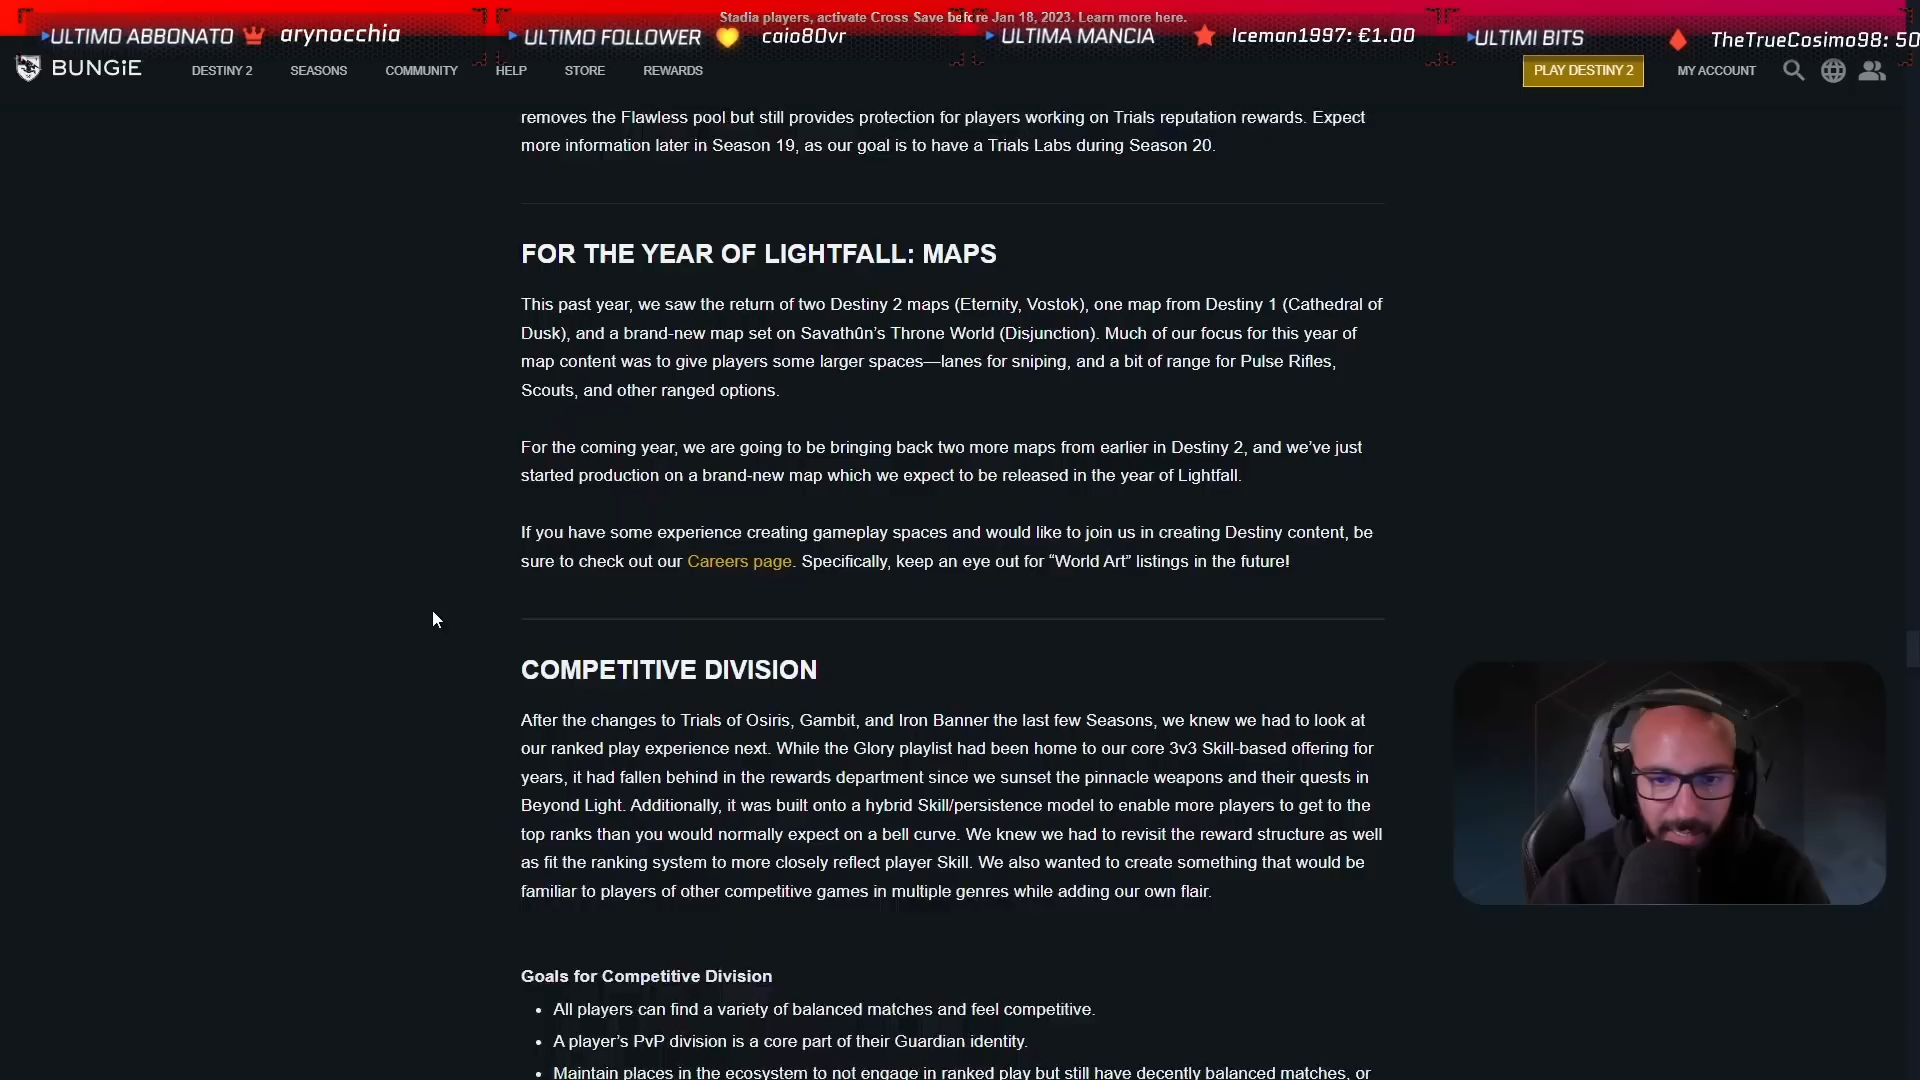 Stadia players, activate Cross Save before Jan 18, 2023. Learn more here.
ULTIMO ABBONATO arynocchia ULTIMO FOLLOWER caio80vr ULTIMA MANCIA Iceman1997: €1.00 ULTIMI BITS TheTrueCosimo98: 50
BUNGiE DESTINY 2 SEASONS COMMUNITY HELP STORE REWARDS PLAY DESTINY 2 MY ACCOUNT
removes the Flawless pool but still provides protection for players working on Trials reputation rewards. Expect
more information later in Season 19, as our goal is to have a Trials Labs during Season 20.
FOR THE YEAR OF LIGHTFALL: MAPS
This past year, we saw the return of two Destiny 2 maps (Eternity, Vostok), one map from Destiny 1 (Cathedral of
Dusk), and a brand-new map set on Savathûn’s Throne World (Disjunction). Much of our focus for this year of
map content was to give players some larger spaces—lanes for sniping, and a bit of range for Pulse Rifles,
Scouts, and other ranged options.
For the coming year, we are going to be bringing back two more maps from earlier in Destiny 2, and we’ve just
started production on a brand-new map which we expect to be released in the year of Lightfall.
If you have some experience creating gameplay spaces and would like to join us in creating Destiny content, be
sure to check out our Careers page. Specifically, keep an eye out for “World Art” listings in the future!
COMPETITIVE DIVISION
After the changes to Trials of Osiris, Gambit, and Iron Banner the last few Seasons, we knew we had to look at
our ranked play experience next. While the Glory playlist had been home to our core 3v3 Skill-based offering for
years, it had fallen behind in the rewards department since we sunset the pinnacle weapons and their quests in
Beyond Light. Additionally, it was built onto a hybrid Skill/persistence model to enable more players to get to the
top ranks than you would normally expect on a bell curve. We knew we had to revisit the reward structure as well
as fit the ranking system to more closely reflect player Skill. We also wanted to create something that would be
familiar to players of other competitive games in multiple genres while adding our own flair.
Goals for Competitive Division
• All players can find a variety of balanced matches and feel competitive.
• A player’s PvP division is a core part of their Guardian identity.
• Maintain places in the ecosystem to not engage in ranked play but still have decently balanced matches, or